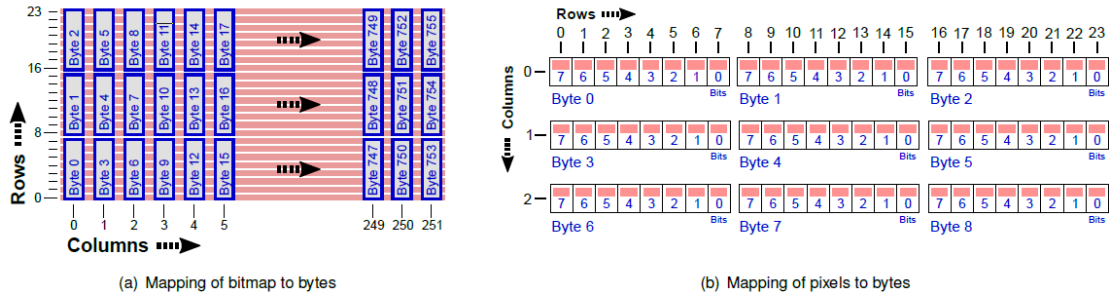 23
16
8
0
Rows
Byte 2
Byte 5
Byte 8
Byte 11
Byte 14
Byte 17
Byte 749
Byte 752
Byte 755
Byte 1
Byte 4
Byte 7
Byte 10
Byte 13
Byte 16
Byte 748
Byte 751
Byte 754
Byte 0
Byte 3
Byte 6
Byte 9
Byte 12
Byte 15
Byte 747
Byte 750
Byte 753
0 1 2 3 4 5 249 250 251
Columns
(a) Mapping of bitmap to bytes
Rows
0 1 2 3 4 5 6 7 8 9 10 11 12 13 14 15 16 17 18 19 20 21 22 23
Columns
0 7 6 5 4 3 2 1 0 7 6 5 4 3 2 1 0 7 6 5 4 3 2 1 0
Byte 0 Bits Byte 1 Bits Byte 2 Bits
1 7 6 5 4 3 2 1 0 7 6 5 4 3 2 1 0 7 6 5 4 3 2 1 0
Byte 3 Bits Byte 4 Bits Byte 5 Bits
2 7 6 5 4 3 2 1 0 7 6 5 4 3 2 1 0 7 6 5 4 3 2 1 0
Byte 6 Bits Byte 7 Bits Byte 8 Bits
(b) Mapping of pixels to bytes